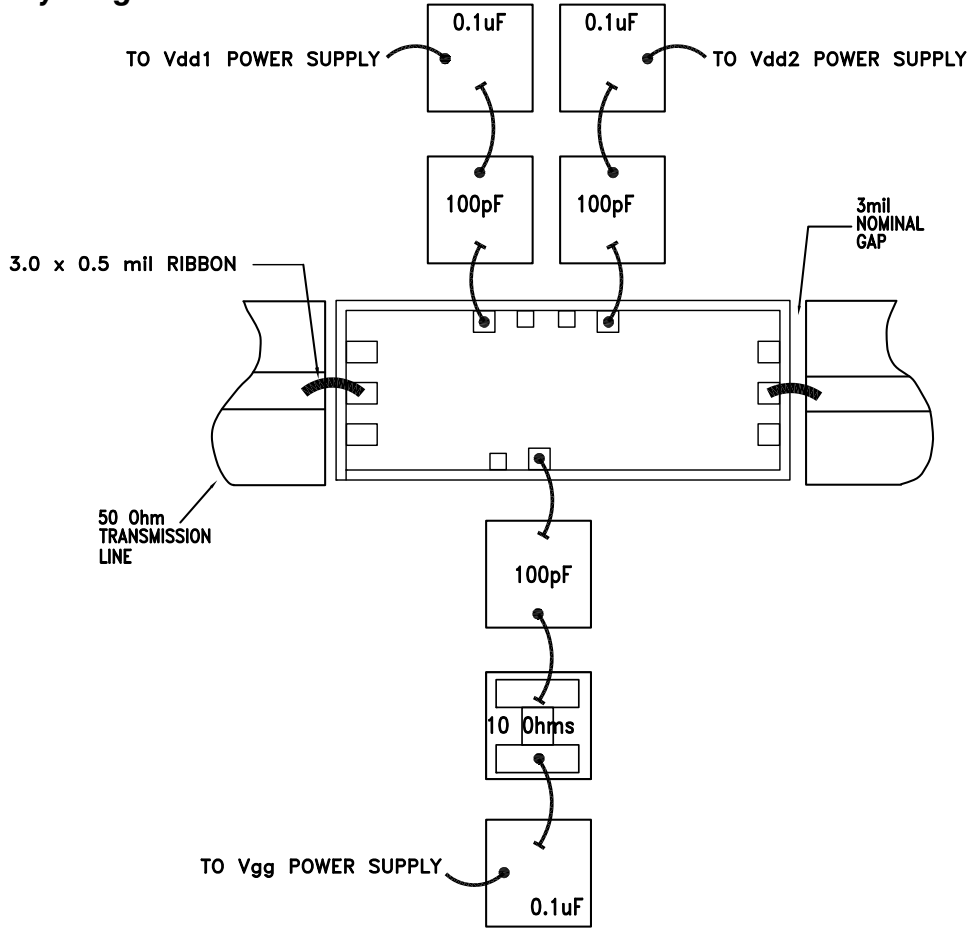 0.1uF
0.1uF
TO Vdd1 POWER SUPPLY
TO Vdd2 POWER SUPPLY
100pF
100pF
3mil
NOMINAL
GAP
3.0 x 0.5 mil RIBBON
50 Ohm
TRANSMISSION
LINE
100pF
10 Ohms
TO Vgg POWER SUPPLY
0.1uF